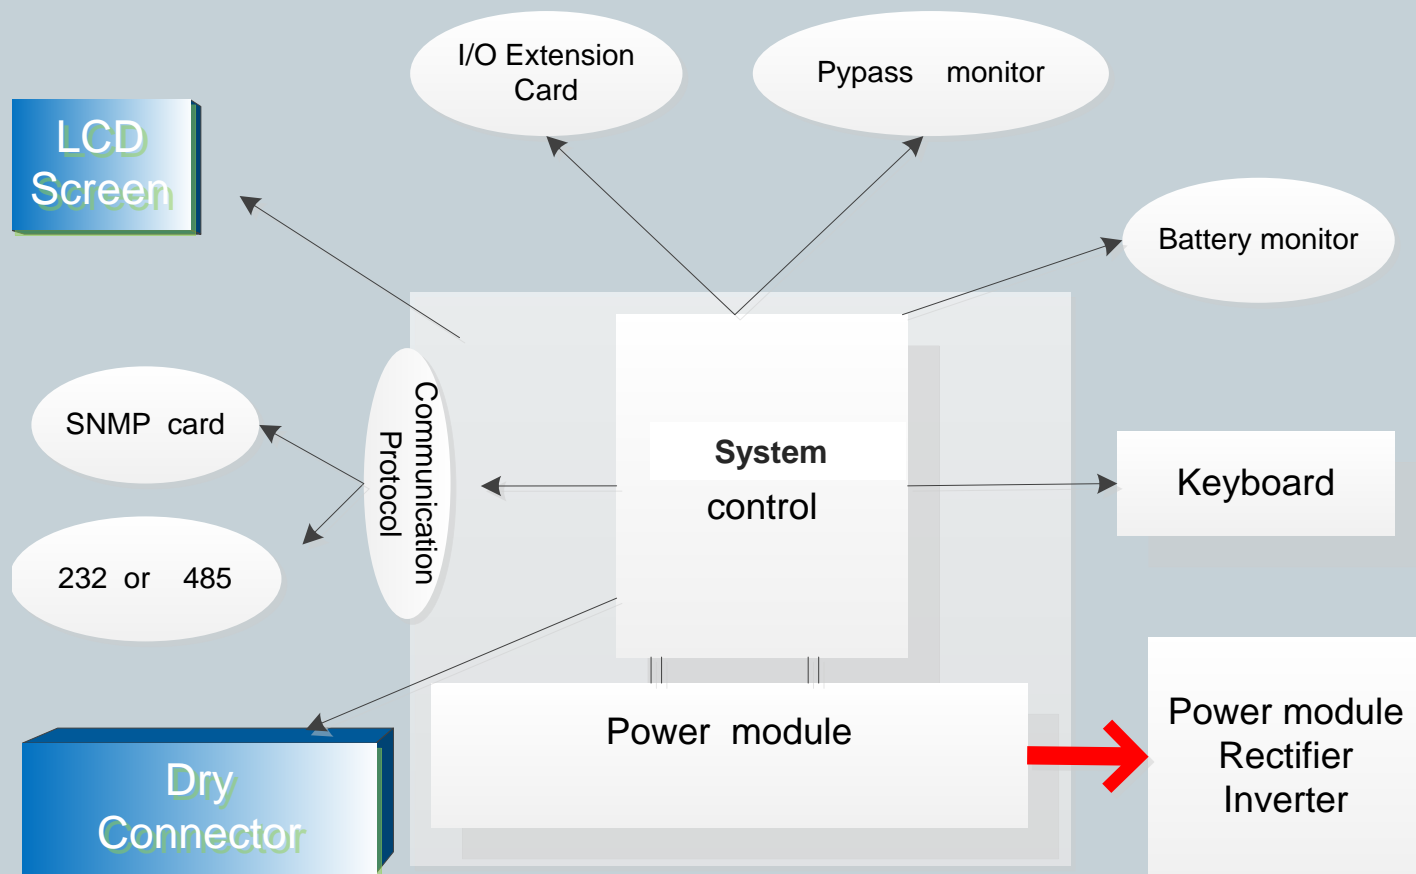 I/O Extension
Card
Pypass monitor
LCD
Screen
Battery monitor
SNMP card
Communication
Protocol
System
control
Keyboard
232 or 485
Power module
Power module
Rectifier
Inverter
Dry
Connector